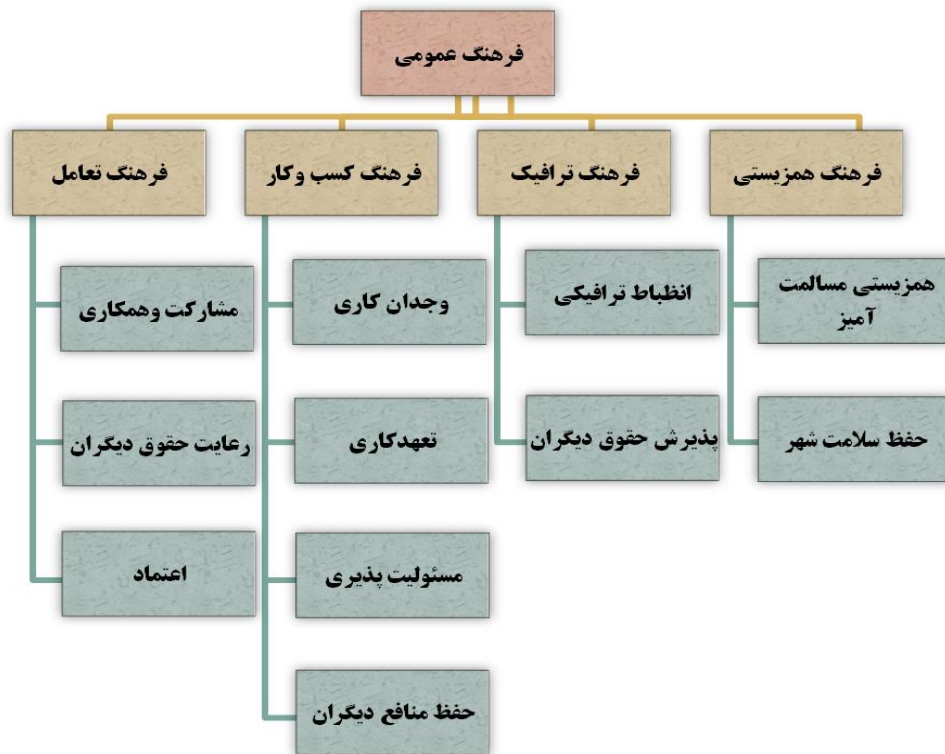 فرهنگ عمومی
فرهنگ همزیستی
همزیستی مسالمت
آمیز
حفظ سلامت شهر
فرهنگ ترافیک
انظباط ترافیکی
پذیرش حقوق دیگران
فرهنگ کسب وکار
وجدان کاری
تعهدکاری
مسئولیت پذیری
حفظ منافع دیگران
فرهنگ تعامل
مشارکت وهمکاری
رعایت حقوق دیگران
اعتماد